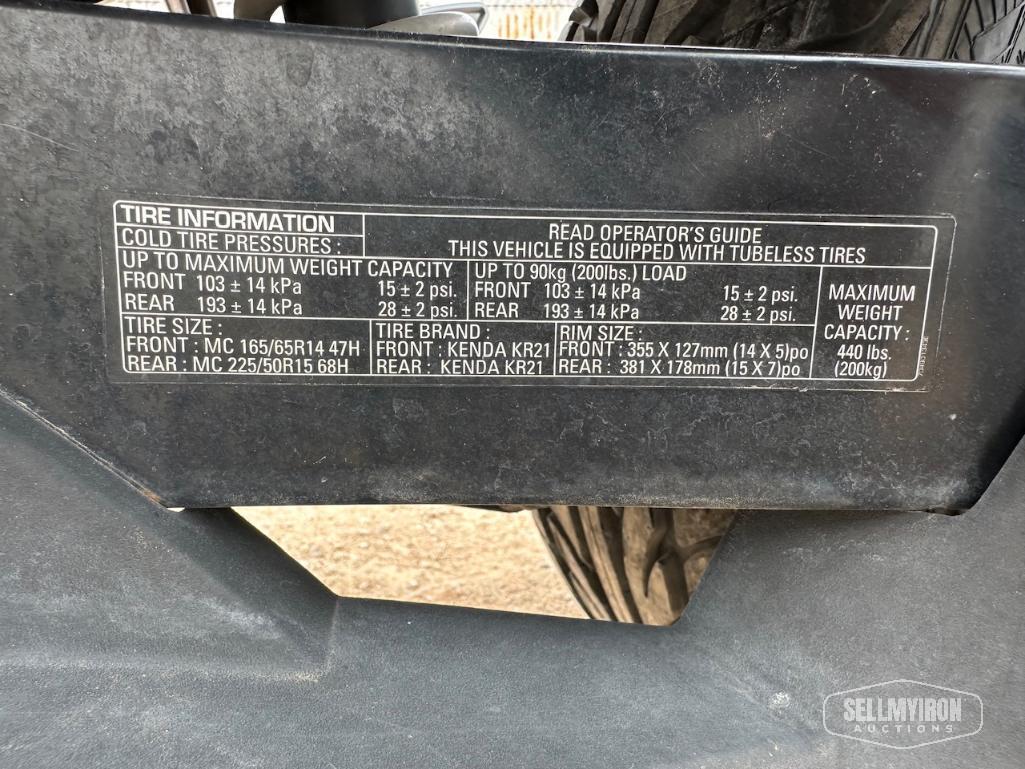 TIRE INFORMATION
COLD TIRE PRESSURES :
READ OPERATOR'S GUIDE
THIS VEHICLE IS EQUIPPED WITH TUBELESS TIRES
UP TO MAXIMUM WEIGHT CAPACITY
FRONT 103 ± 14 kPa 15 ± 2 psi.
REAR 193 ± 14 kPa 28 ± 2 psi.
UP TO 90kg (200lbs.) LOAD
FRONT 103 ± 14 kPa 15 ± 2 psi.
REAR 193 ± 14 kPa 28 ± 2 psi.
TIRE SIZE :
FRONT : MC 165/65R14 47H
REAR : MC 225/50R15 68H
TIRE BRAND :
FRONT : KENDA KR21
REAR : KENDA KR21
RIM SIZE :
FRONT : 355 X 127mm (14 X 5)po
REAR : 381 X 178mm (15 X 7)po
MAXIMUM
WEIGHT
CAPACITY :
440 lbs.
(200kg)
SELLMYIRON
AUCTIONS